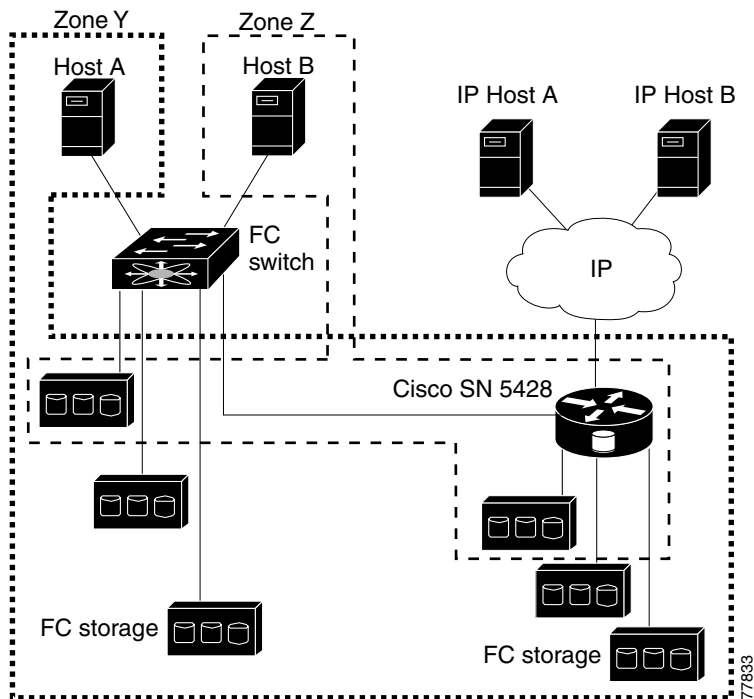 Zone Y
Zone Z
Host A
Host B
IP Host A
IP Host B
FC
switch
IP
Cisco SN 5428
FC storage
FC storage
77833